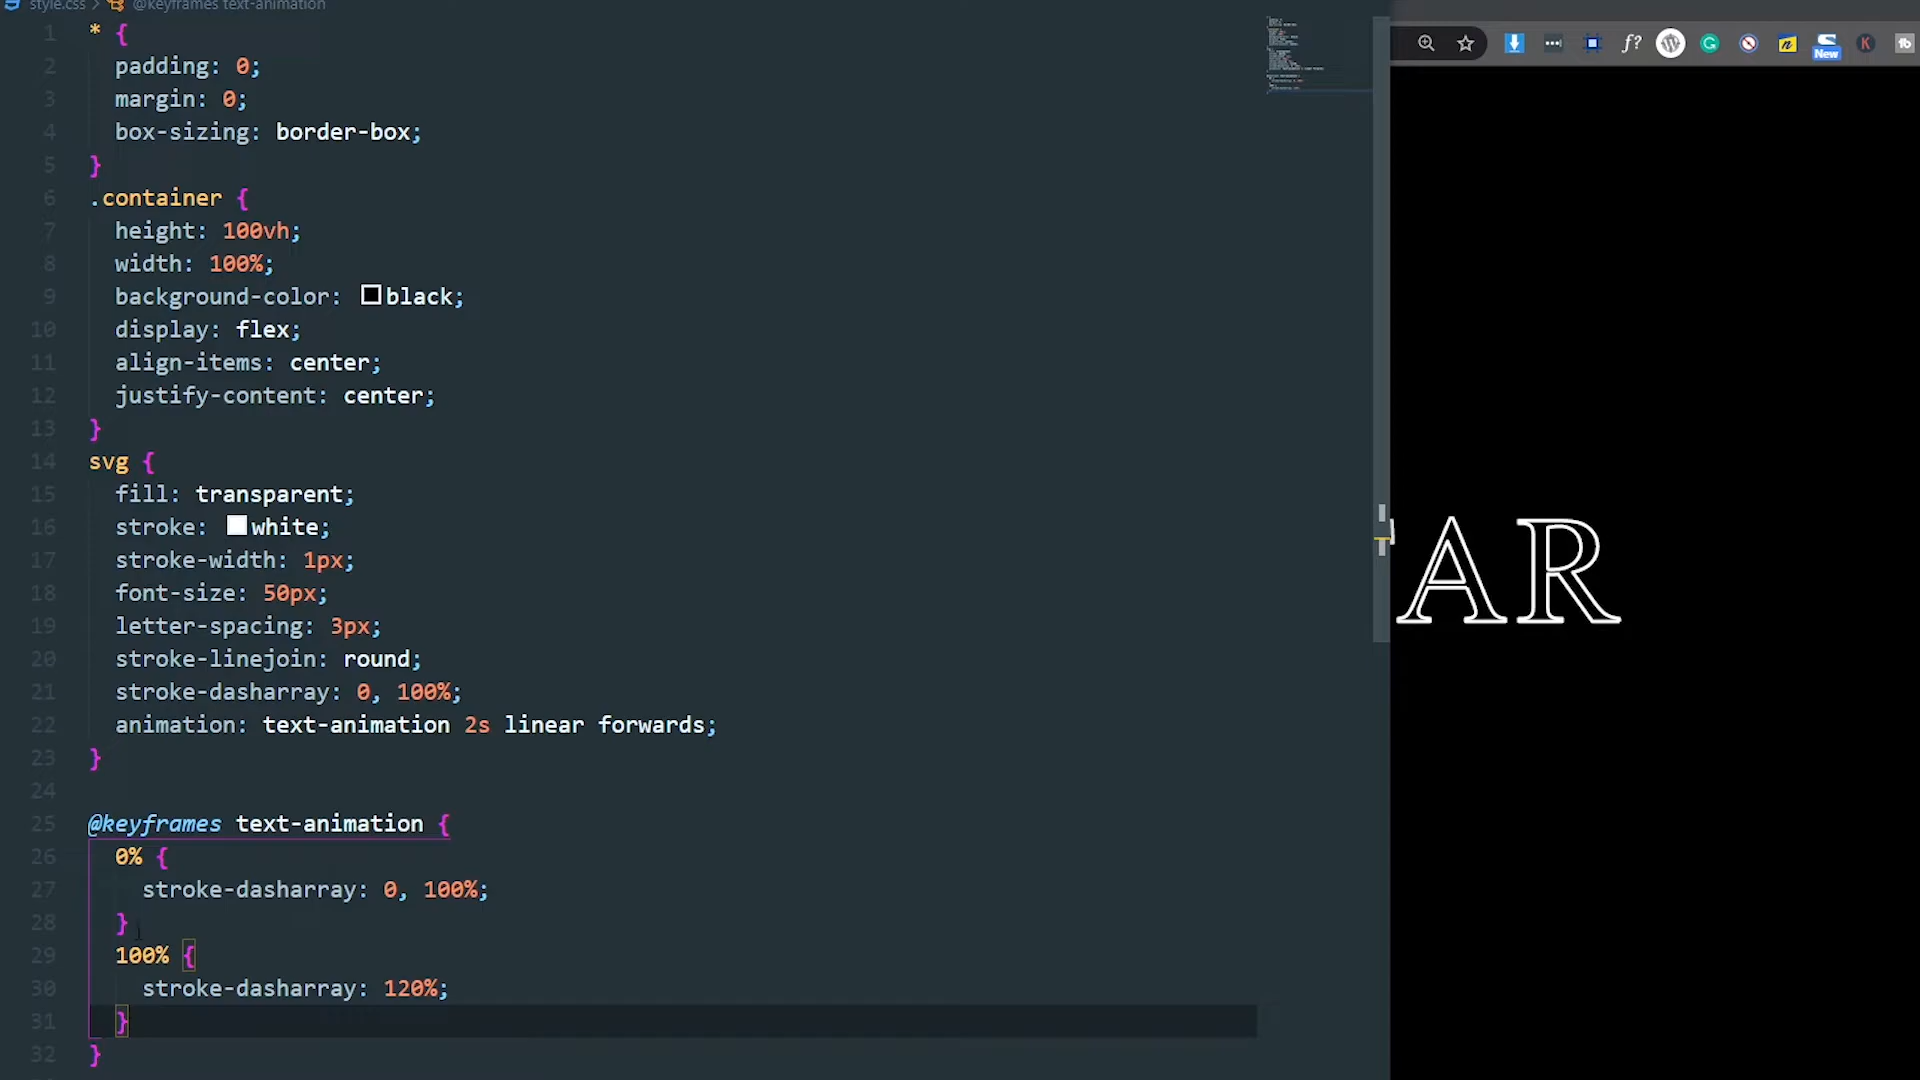 style.css > @keyframes text-animation
1 * {
2 padding: 0;
3 margin: 0;
4 box-sizing: border-box;
5 }
6 .container {
7 height: 100vh;
8 width: 100%;
9 background-color: black;
10 display: flex;
11 align-items: center;
12 justify-content: center;
13 }
14 svg {
15 fill: transparent;
16 stroke: white;
17 stroke-width: 1px;
18 font-size: 50px;
19 letter-spacing: 3px;
20 stroke-linejoin: round;
21 stroke-dasharray: 0, 100%;
22 animation: text-animation 2s linear forwards;
23 }
24
25 @keyframes text-animation {
26 0% {
27 stroke-dasharray: 0, 100%;
28 }
29 100% {
30 stroke-dasharray: 120%;
31 }
32 }
f? W G n New K tb
AR